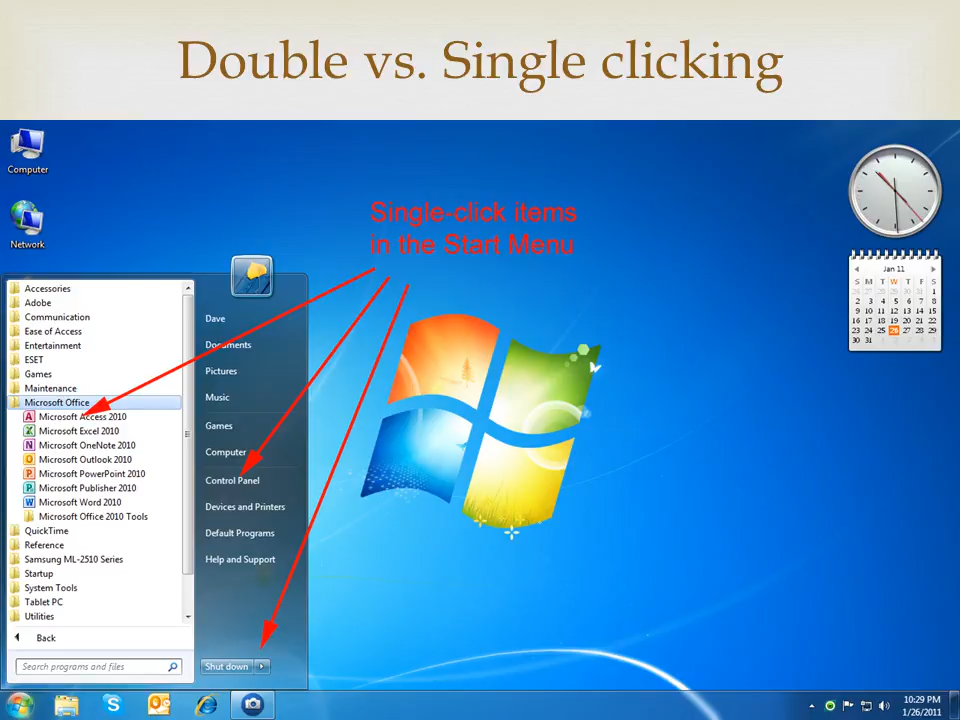 Double vs. Single clicking
Computer
Network
Single-click items
in the Start Menu
Jan 11
S M T W T F S
26 27 28 29 30 31 1
2 3 4 5 6 7 8
9 10 11 12 13 14 15
16 17 18 19 20 21 22
23 24 25 26 27 28 29
30 31 1 2 3 4 5
Accessories
Adobe
Communication
Ease of Access
Entertainment
ESET
Games
Maintenance
Microsoft Office
Microsoft Access 2010
Microsoft Excel 2010
Microsoft OneNote 2010
Microsoft Outlook 2010
Microsoft PowerPoint 2010
Microsoft Publisher 2010
Microsoft Word 2010
Microsoft Office 2010 Tools
QuickTime
Reference
Samsung ML-2510 Series
Startup
System Tools
Tablet PC
Utilities
Back
Search programs and files
Dave
Documents
Pictures
Music
Games
Computer
Control Panel
Devices and Printers
Default Programs
Help and Support
Shut down
10:29 PM
1/26/2011